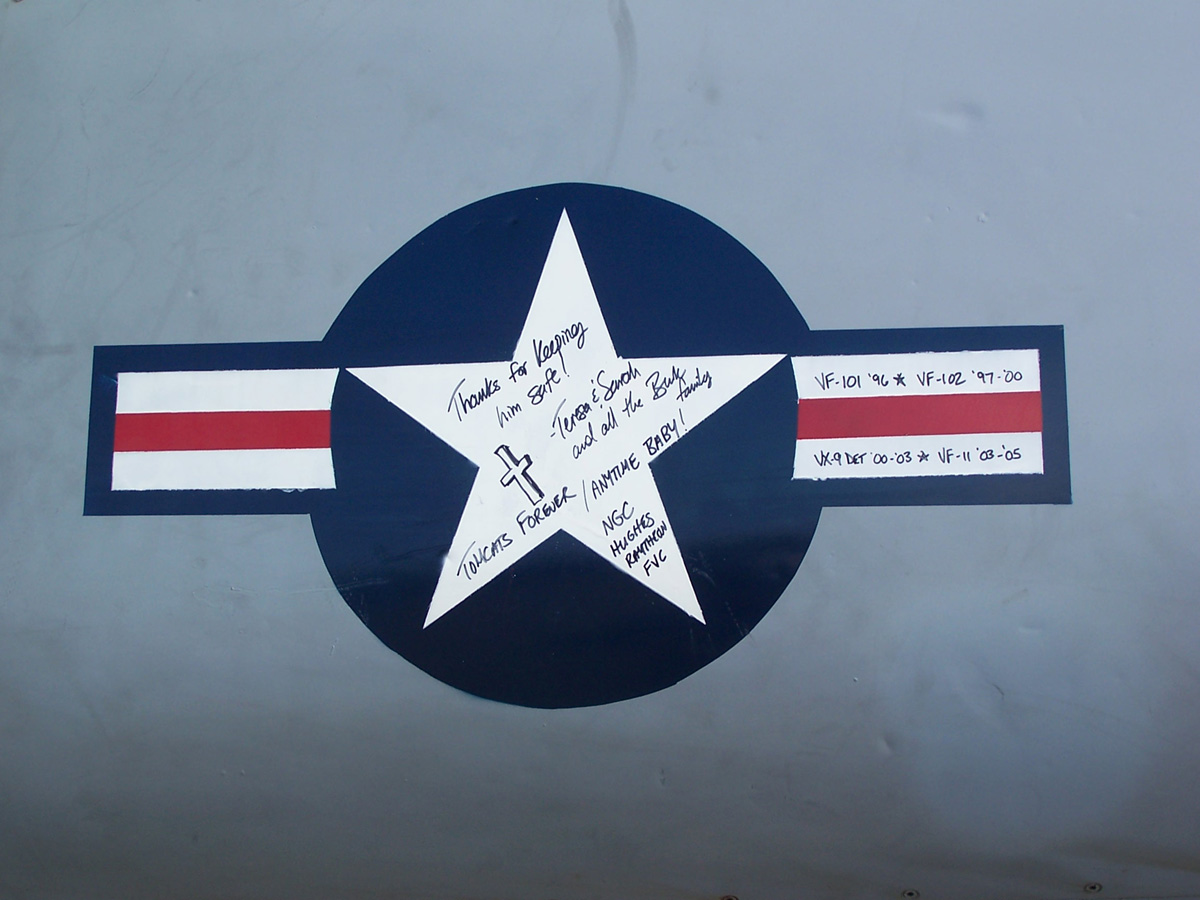 Thanks for Keeping
him safe!
-Teresa & Sarah
and all the
family
TOMCATS FOREVER / ANYTIME BABY!
NGC
HUGHES
RAYTHEON
FVC
VF-101 '96 ★ VF-102 '97-'00
VX-9 DET '00-'03 ★ VF-11 '03-'05